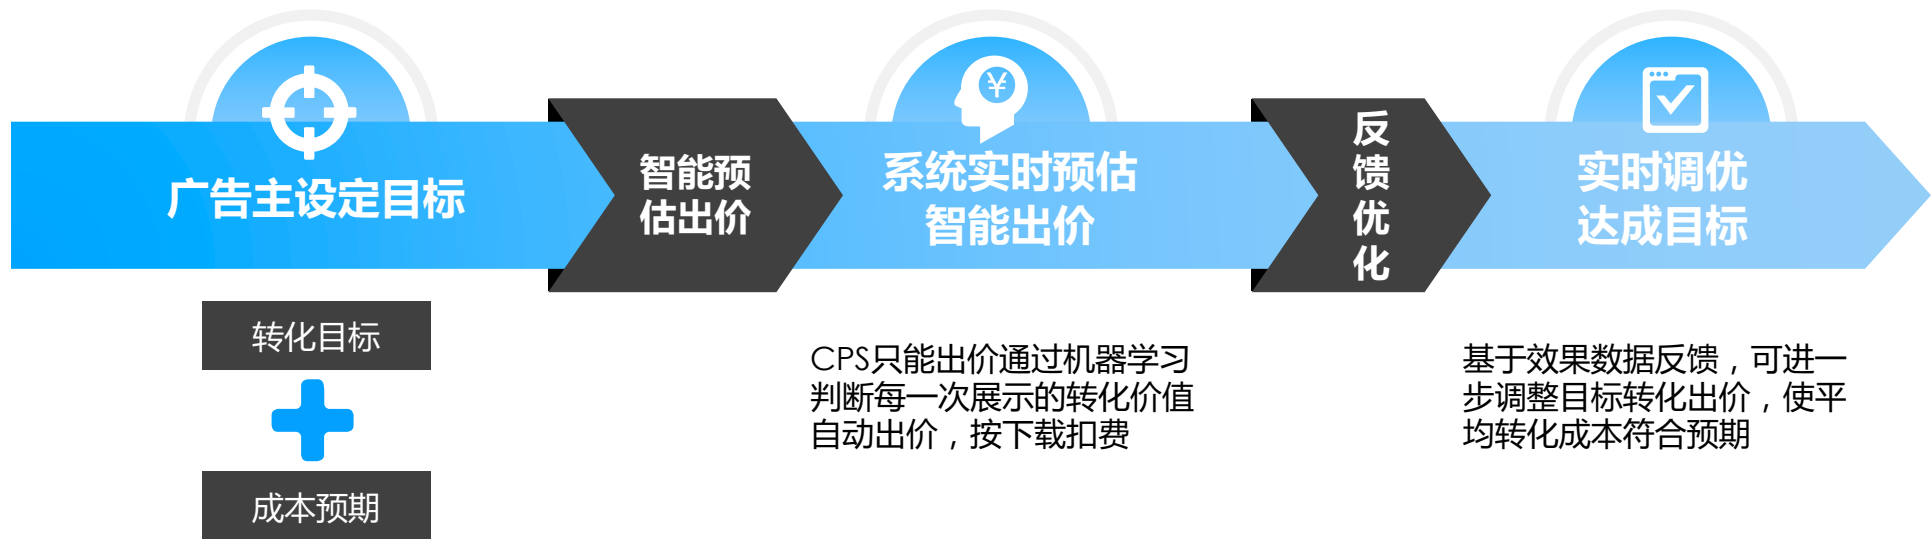 广告主设定目标
转化目标
成本预期
智能预
估出价
¥
系统实时预估
智能出价
CPS只能出价通过机器学习
判断每一次展示的转化价值
自动出价，按下载扣费
反
馈
优
化
实时调优
达成目标
基于效果数据反馈，可进一
步调整目标转化出价，使平
均转化成本符合预期